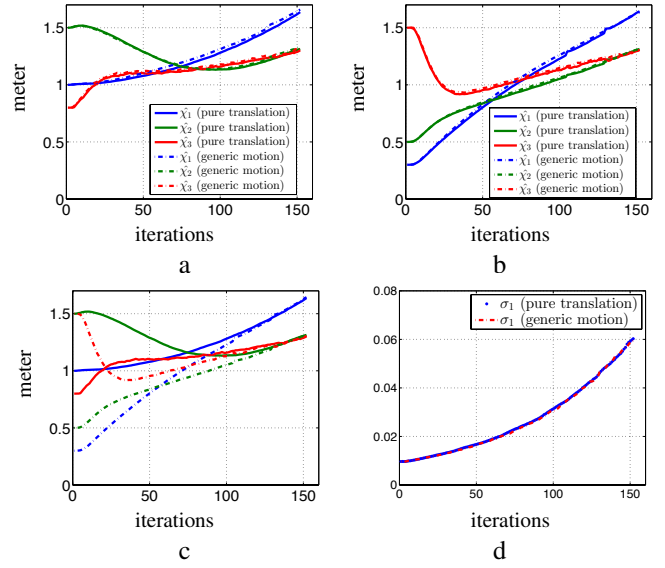 1.5
1
0.5
0
meter
0 50 100 150
iterations
χ̂1 (pure translation)
χ̂2 (pure translation)
χ̂3 (pure translation)
χ̂1 (generic motion)
χ̂2 (generic motion)
χ̂3 (generic motion)
a
1.5
1
0.5
0
meter
0 50 100 150
iterations
χ̂1 (pure translation)
χ̂2 (pure translation)
χ̂3 (pure translation)
χ̂1 (generic motion)
χ̂2 (generic motion)
χ̂3 (generic motion)
b
1.5
1
0.5
0
meter
0 50 100 150
iterations
c
0.08
0.06
0.04
0.02
0
0 50 100 150
iterations
σ1 (pure translation)
σ1 (generic motion)
d